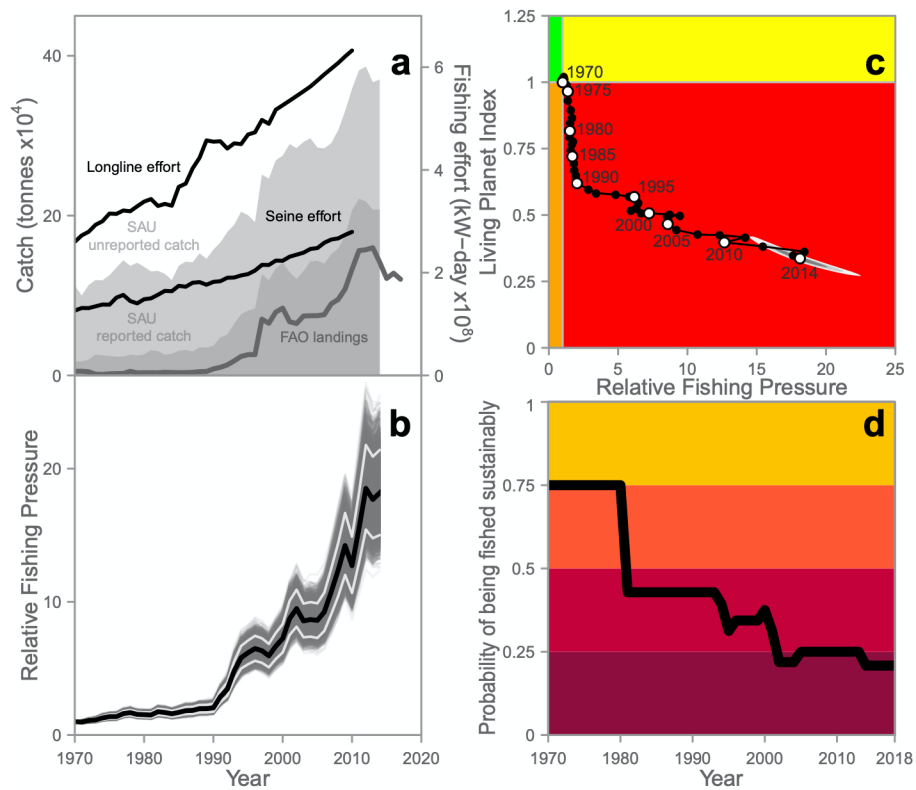 a
Catch (tonnes x10⁴)
40
20
0
Fishing effort (kW−day x10⁸)
6
4
2
0
Longline effort
SAU
unreported catch
Seine effort
SAU
reported catch
FAO landings
c
Living Planet Index
1.25
1
0.75
0.5
0.25
0
1970
1975
1980
1985
1990
1995
2000
2005
2010
2014
0 5 10 15 20 25
Relative Fishing Pressure
b
Relative Fishing Pressure
20
10
0
1970 1980 1990 2000 2010 2020
Year
d
Probability of being fished sustainably
1
0.75
0.5
0.25
0
1970 1980 1990 2000 2010 2018
Year